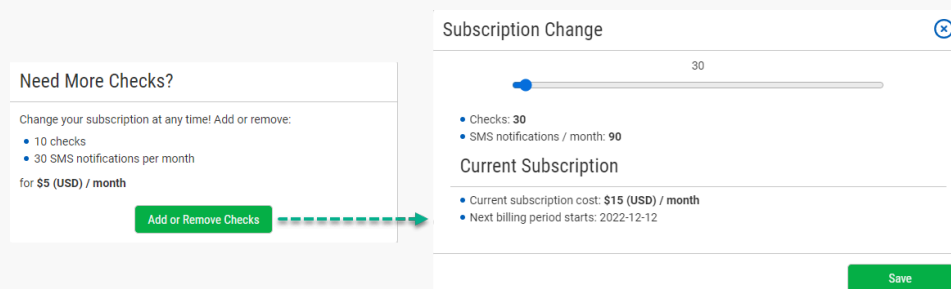 Need More Checks?
Change your subscription at any time! Add or remove:
10 checks
30 SMS notifications per month
for $5 (USD) / month
Add or Remove Checks
Subscription Change
30
Checks: 30
SMS notifications / month: 90
Current Subscription
Current subscription cost: $15 (USD) / month
Next billing period starts: 2022-12-12
Save